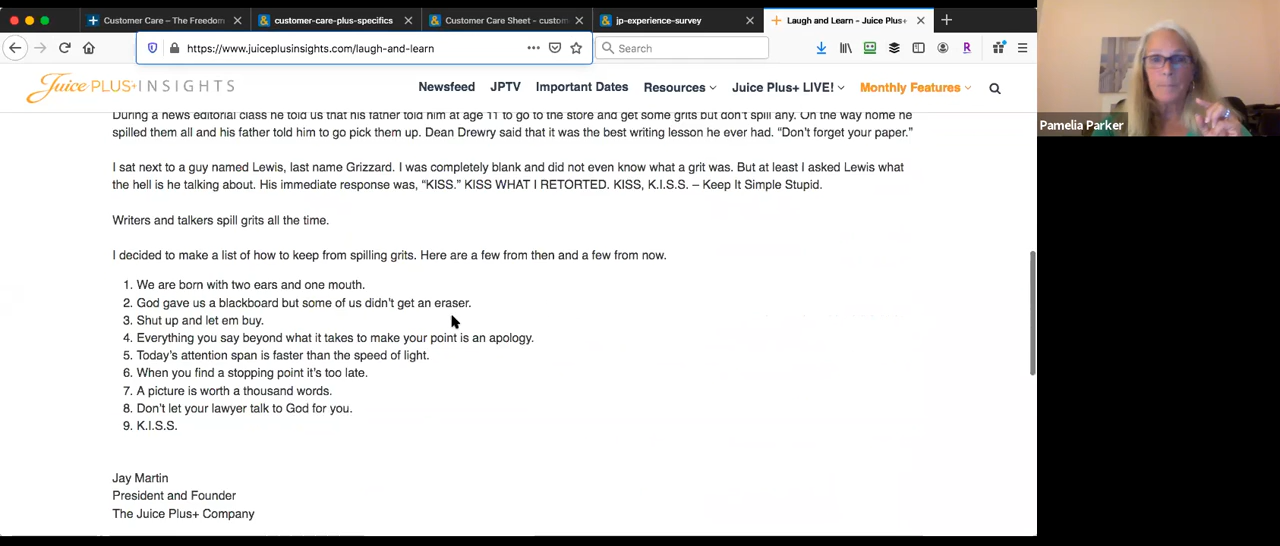 Customer Care – The Freedom
customer-care-plus-specifics
Customer Care Sheet - custom
jp-experience-survey
Laugh and Learn - Juice Plus+
https://www.juiceplusinsights.com/laugh-and-learn
Search
Juice PLUS+ INSIGHTS
Newsfeed
JPTV
Important Dates
Resources
Juice Plus+ LIVE!
Monthly Features
Pamelia Parker
During a news editorial class he told us that his father told him at age 11 to go to the store and get some grits but don't spill any. On the way home he
spilled them all and his father told him to go pick them up. Dean Drewry said that it was the best writing lesson he ever had. “Don't forget your paper.”
I sat next to a guy named Lewis, last name Grizzard. I was completely blank and did not even know what a grit was. But at least I asked Lewis what
the hell is he talking about. His immediate response was, “KISS.” KISS WHAT I RETORTED. KISS, K.I.S.S. – Keep It Simple Stupid.
Writers and talkers spill grits all the time.
I decided to make a list of how to keep from spilling grits. Here are a few from then and a few from now.
1. We are born with two ears and one mouth.
2. God gave us a blackboard but some of us didn't get an eraser.
3. Shut up and let em buy.
4. Everything you say beyond what it takes to make your point is an apology.
5. Today's attention span is faster than the speed of light.
6. When you find a stopping point it's too late.
7. A picture is worth a thousand words.
8. Don't let your lawyer talk to God for you.
9. K.I.S.S.
Jay Martin
President and Founder
The Juice Plus+ Company